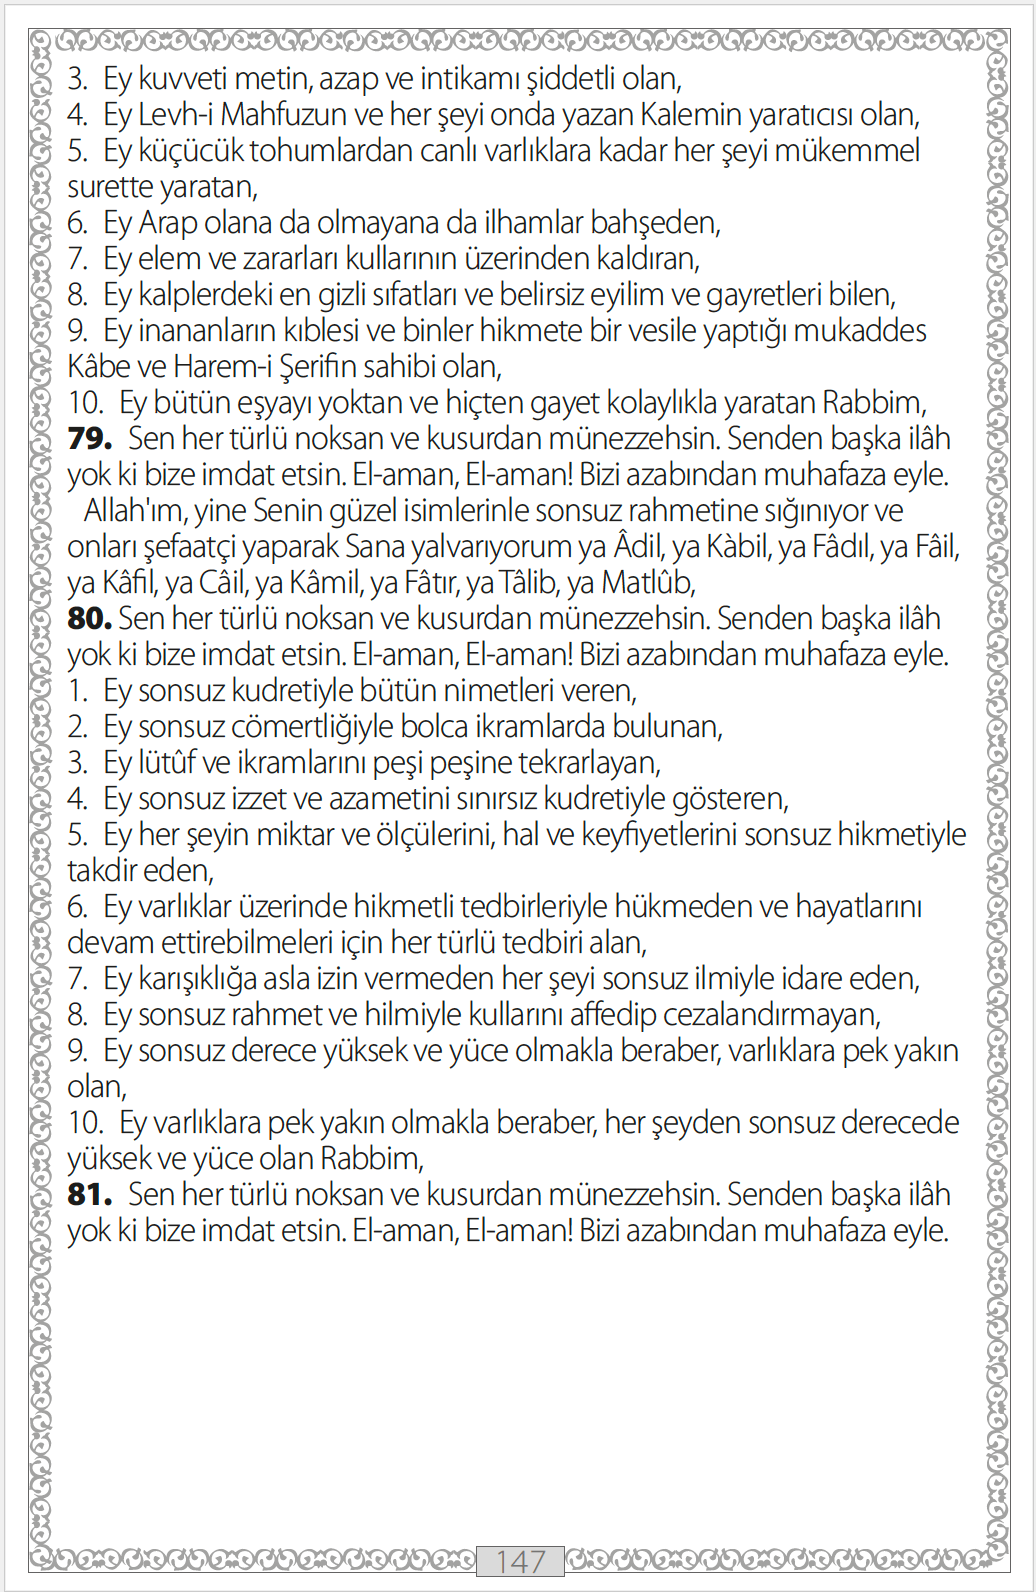 3. Ey kuvveti metin, azap ve intikamı şiddetli olan,
4. Ey Levh-i Mahfuzun ve her şeyi onda yazan Kalemin yaratıcısı olan,
5. Ey küçücük tohumlardan canlı varlıklara kadar her şeyi mükemmel
surette yaratan,
6. Ey Arap olana da olmayana da ilhamlar bahşeden,
7. Ey elem ve zararları kullarının üzerinden kaldıran,
8. Ey kalplerdeki en gizli sıfatları ve belirsiz eyilim ve gayretleri bilen,
9. Ey inananların kıblesi ve binler hikmete bir vesile yaptığı mukaddes
Kâbe ve Harem-i Şerifin sahibi olan,
10. Ey bütün eşyayı yoktan ve hiçten gayet kolaylıkla yaratan Rabbim,
79. Sen her türlü noksan ve kusurdan münezzehsin. Senden başka ilâh
yok ki bize imdat etsin. El-aman, El-aman! Bizi azabından muhafaza eyle.
Allah'ım, yine Senin güzel isimlerinle sonsuz rahmetine sığınıyor ve
onları şefaatçi yaparak Sana yalvarıyorum ya Âdil, ya Kàbil, ya Fâdıl, ya Fâil,
ya Kâfil, ya Câil, ya Kâmil, ya Fâtır, ya Tâlib, ya Matlûb,
80. Sen her türlü noksan ve kusurdan münezzehsin. Senden başka ilâh
yok ki bize imdat etsin. El-aman, El-aman! Bizi azabından muhafaza eyle.
1. Ey sonsuz kudretiyle bütün nimetleri veren,
2. Ey sonsuz cömertliğiyle bolca ikramlarda bulunan,
3. Ey lütûf ve ikramlarını peşi peşine tekrarlayan,
4. Ey sonsuz izzet ve azametini sınırsız kudretiyle gösteren,
5. Ey her şeyin miktar ve ölçülerini, hal ve keyfiyetlerini sonsuz hikmetiyle
takdir eden,
6. Ey varlıklar üzerinde hikmetli tedbirleriyle hükmeden ve hayatlarını
devam ettirebilmeleri için her türlü tedbiri alan,
7. Ey karışıklığa asla izin vermeden her şeyi sonsuz ilmiyle idare eden,
8. Ey sonsuz rahmet ve hilmiyle kullarını affedip cezalandırmayan,
9. Ey sonsuz derece yüksek ve yüce olmakla beraber, varlıklara pek yakın
olan,
10. Ey varlıklara pek yakın olmakla beraber, her şeyden sonsuz derecede
yüksek ve yüce olan Rabbim,
81. Sen her türlü noksan ve kusurdan münezzehsin. Senden başka ilâh
yok ki bize imdat etsin. El-aman, El-aman! Bizi azabından muhafaza eyle.
147